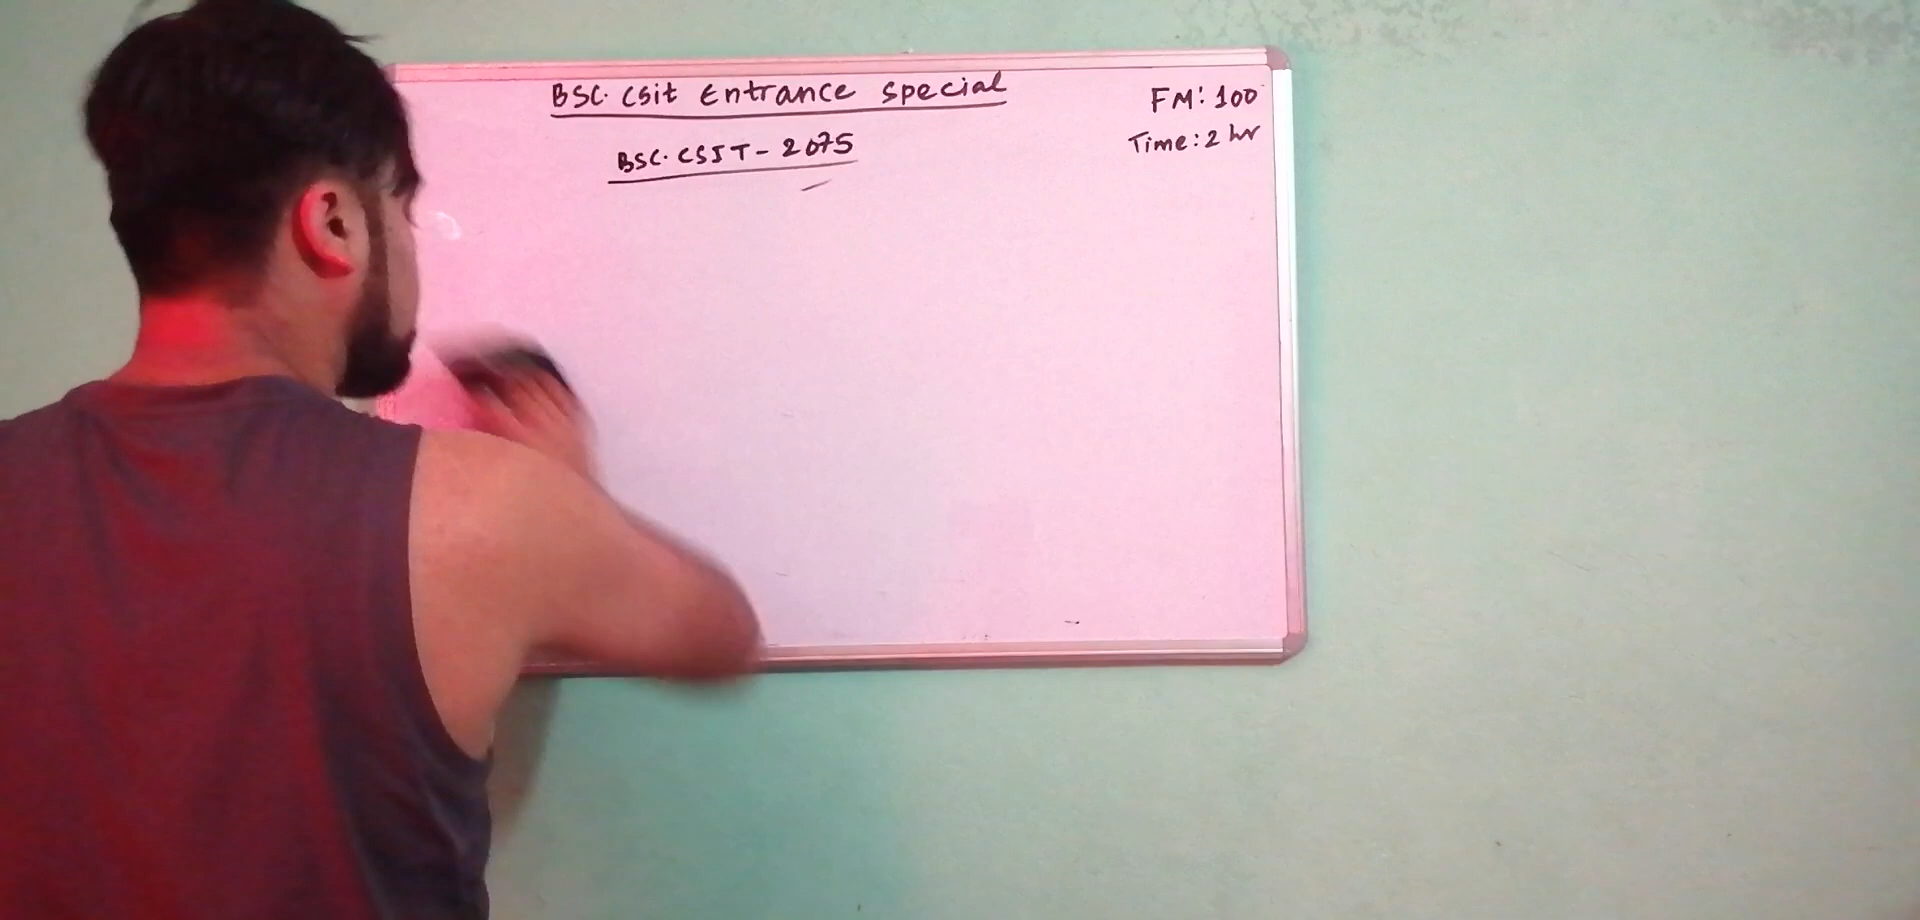 BSC. CSit Entrance Special
FM: 100
Time: 2 hr
BSC. CSIT - 2075